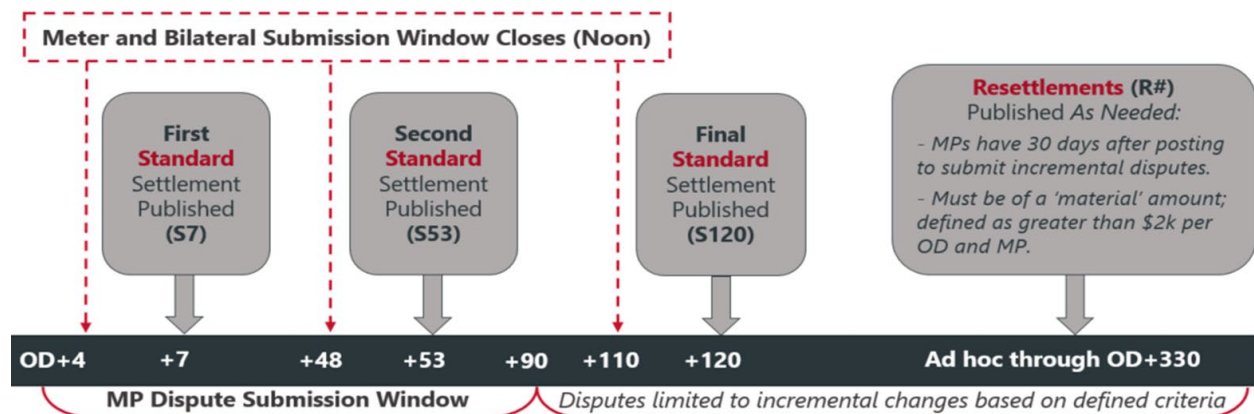 Meter and Bilateral Submission Window Closes (Noon)
First
Standard
Settlement
Published
(S7)
Second
Standard
Settlement
Published
(S53)
Final
Standard
Settlement
Published
(S120)
Resettlements (R#)
Published As Needed:
- MPs have 30 days after posting
to submit incremental disputes.
- Must be of a ‘material’ amount;
defined as greater than $2k per
OD and MP.
OD+4 +7 +48 +53 +90 +110 +120 Ad hoc through OD+330
MP Dispute Submission Window
Disputes limited to incremental changes based on defined criteria